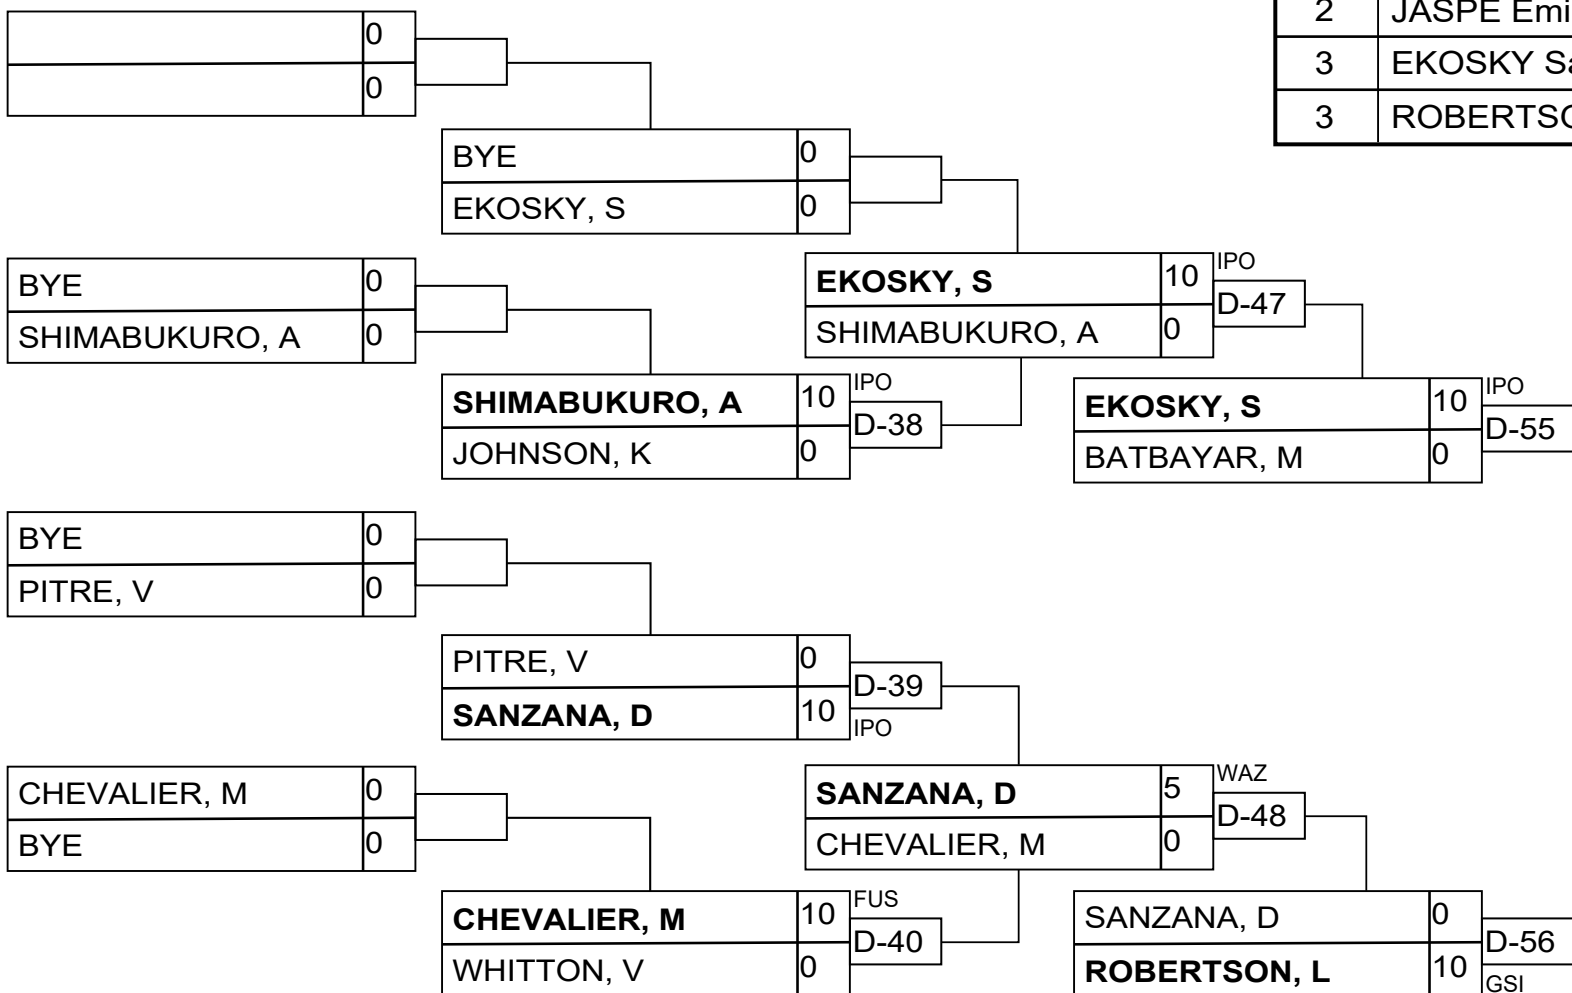 0
0
2 JASPE Emi
3 EKOSKY
3
BYE 0
EKOSKY, S 0
BYE 0
SHIMABUKURO, A 0
EKOSKY, S 10 IPO
D-47
SHIMABUKURO, A 0
SHIMABUKURO, A 10 IPO
D-38
JOHNSON, K 0
EKOSKY, S 10 IPO
D-55
BATBAYAR, M 0
BYE 0
PITRE, V 0
PITRE, V 0
D-39
SANZANA, D 10 IPO
CHEVALIER, M 0
BYE 0
SANZANA, D 5 WAZ
D-48
CHEVALIER, M 0
CHEVALIER, M 10 FUS
D-40
WHITTON, V 0
SANZANA, D 0
D-56
ROBERTSON, L 10 GSI